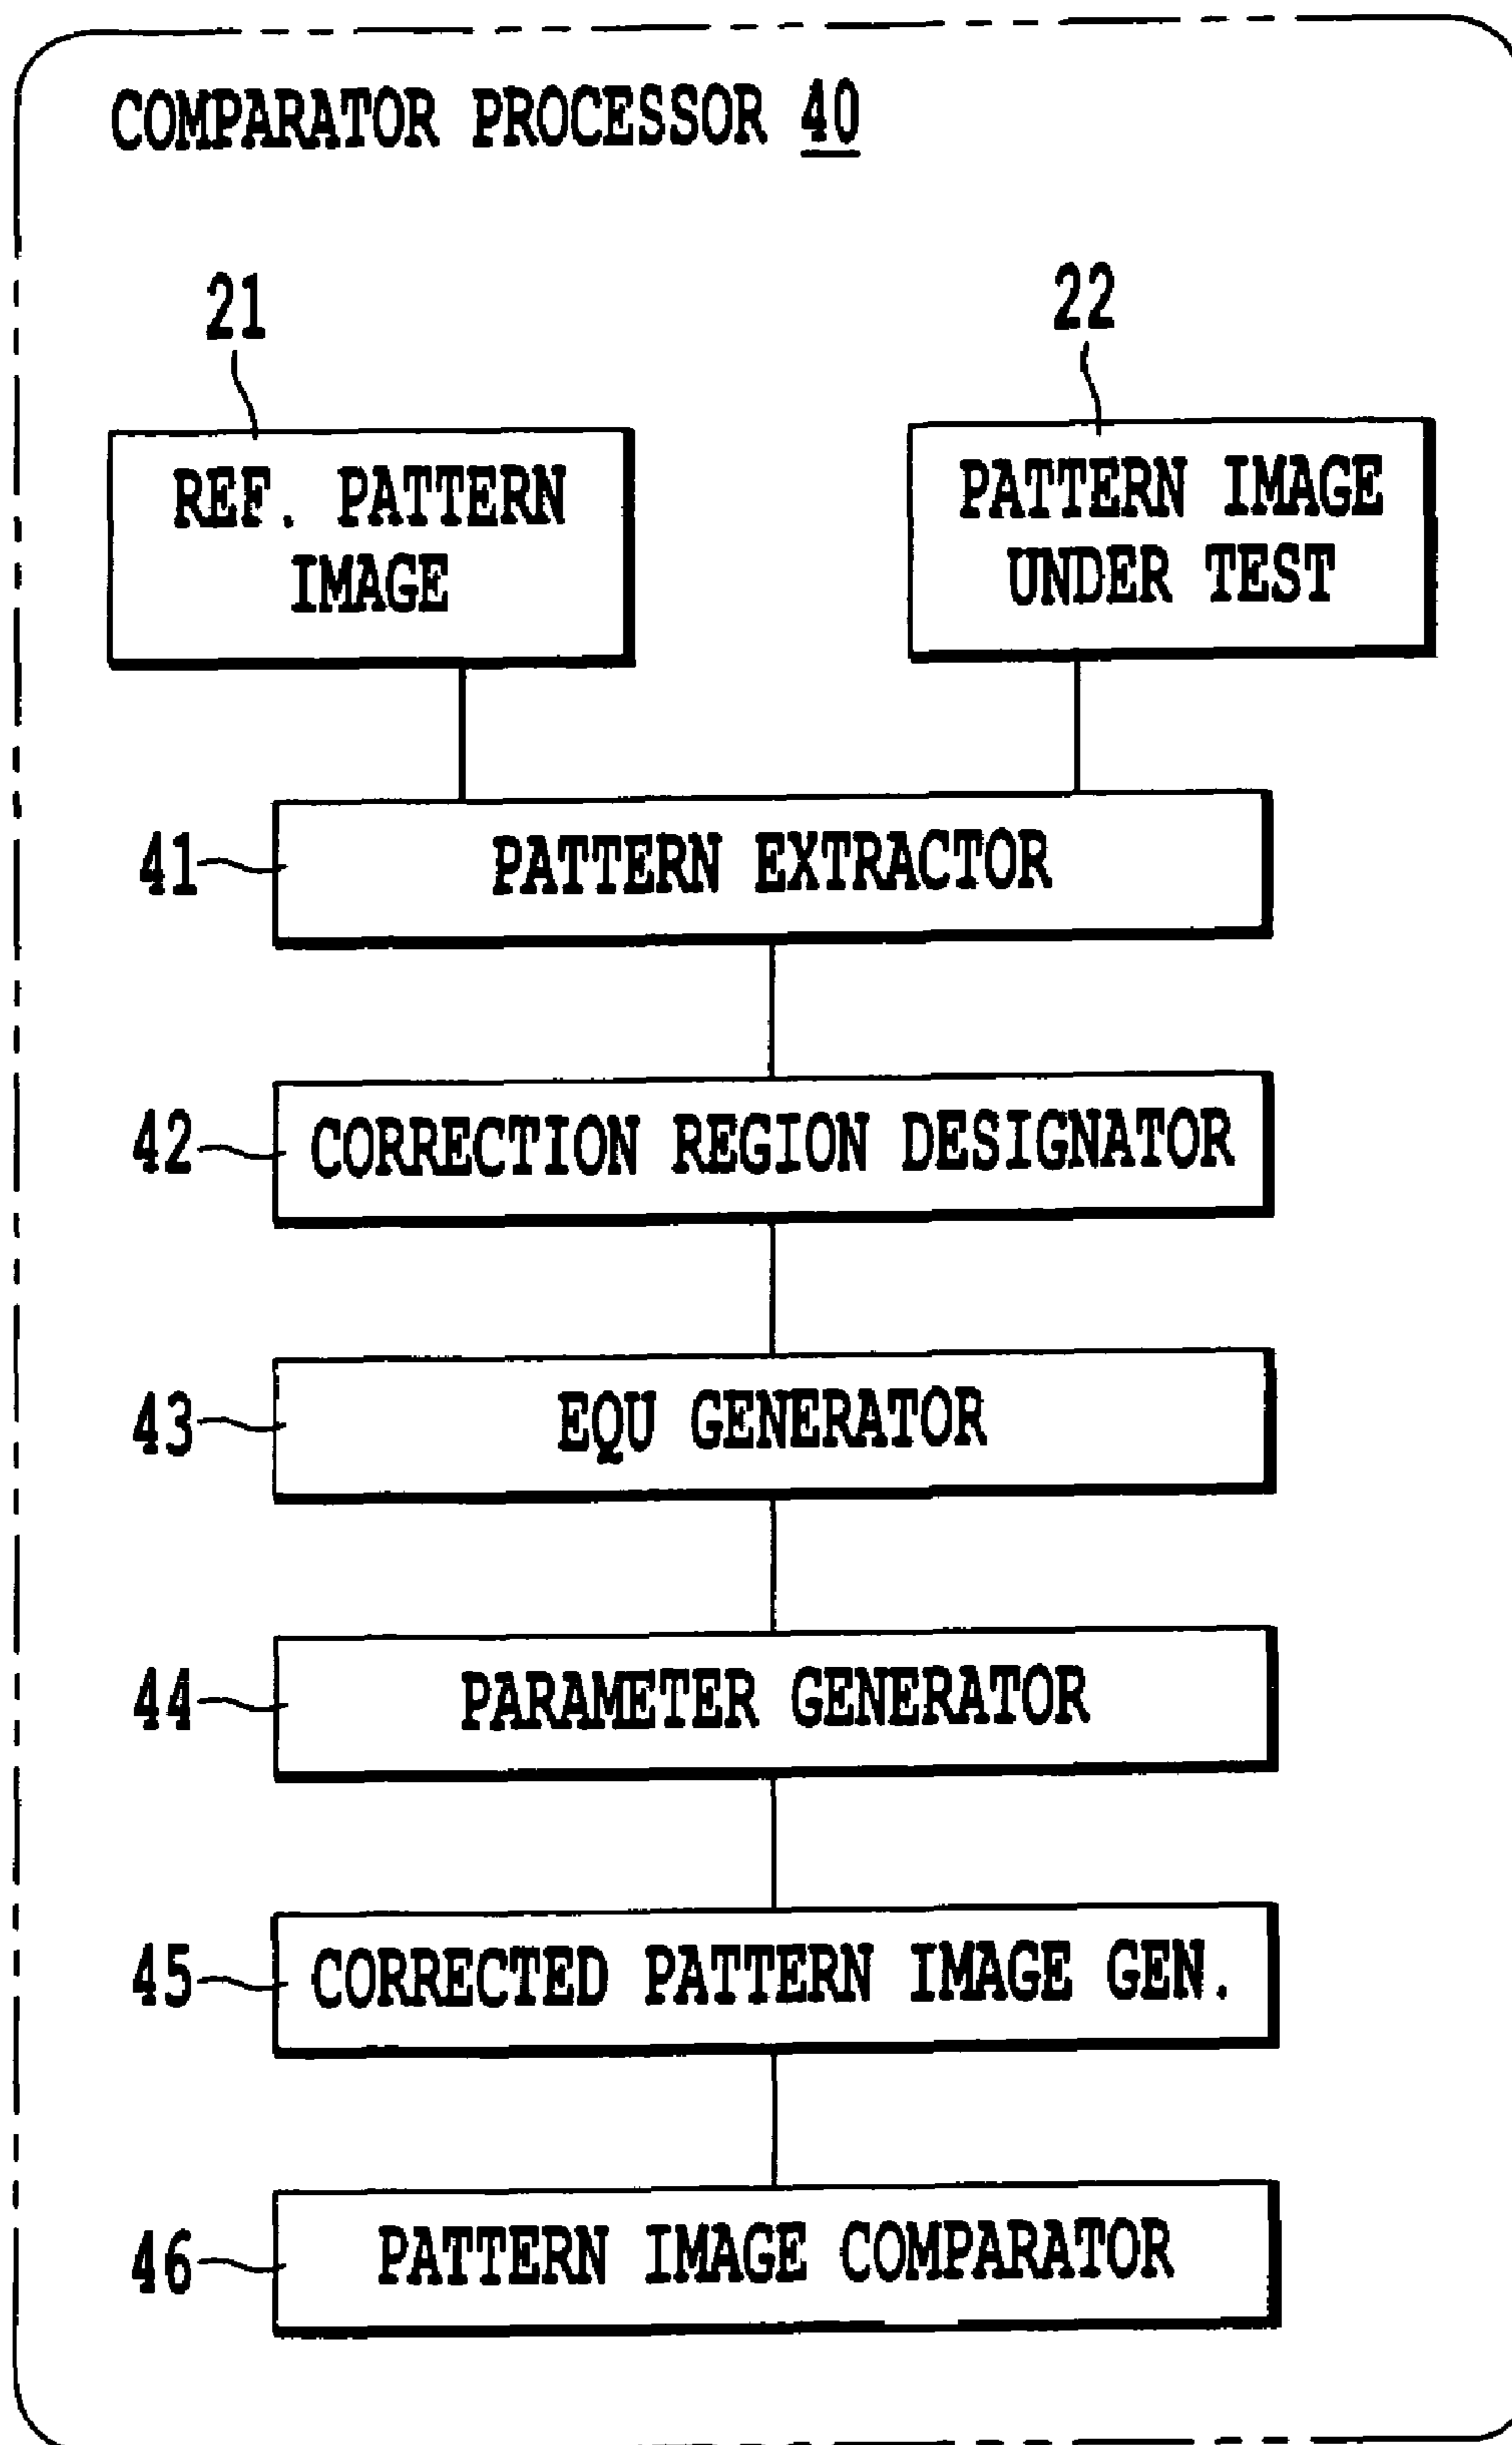 COMPARATOR PROCESSOR 40
21
22
REF. PATTERN
IMAGE
PATTERN IMAGE
UNDER TEST
41
PATTERN EXTRACTOR
42
CORRECTION REGION DESIGNATOR
43
EQU GENERATOR
44
PARAMETER GENERATOR
45
CORRECTED PATTERN IMAGE GEN.
46
PATTERN IMAGE COMPARATOR